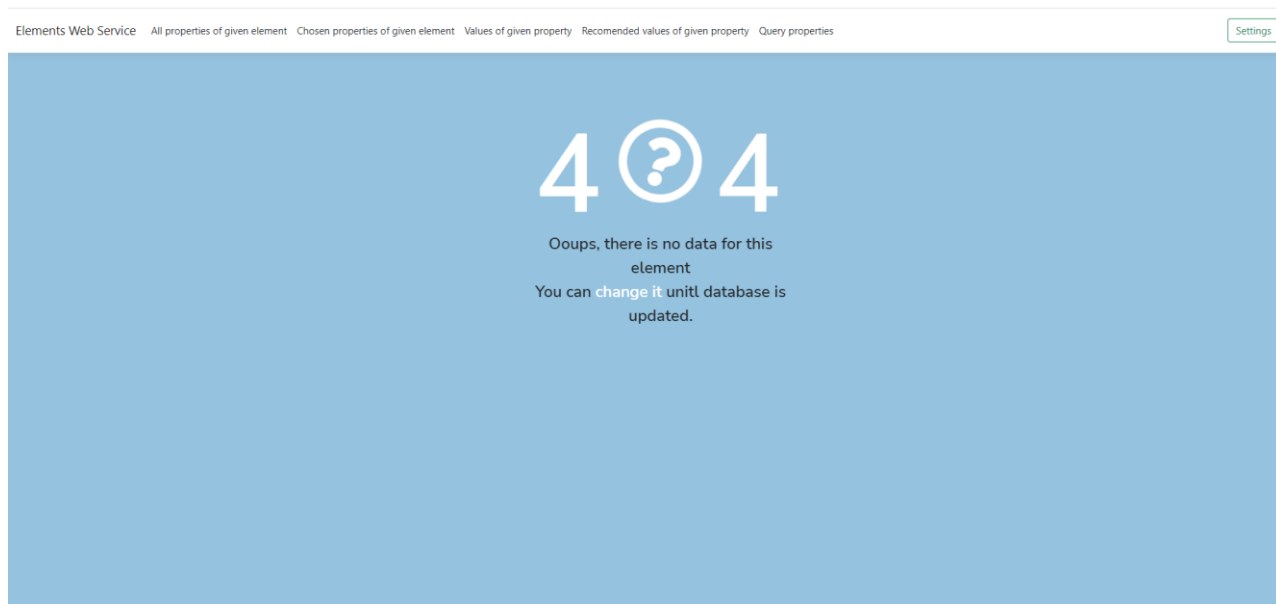 Elements Web Service All properties of given element Chosen properties of given element Values of given property Recomended values of given property Query properties Settings
4?4
Ooups, there is no data for this
element
You can change it unitl database is
updated.